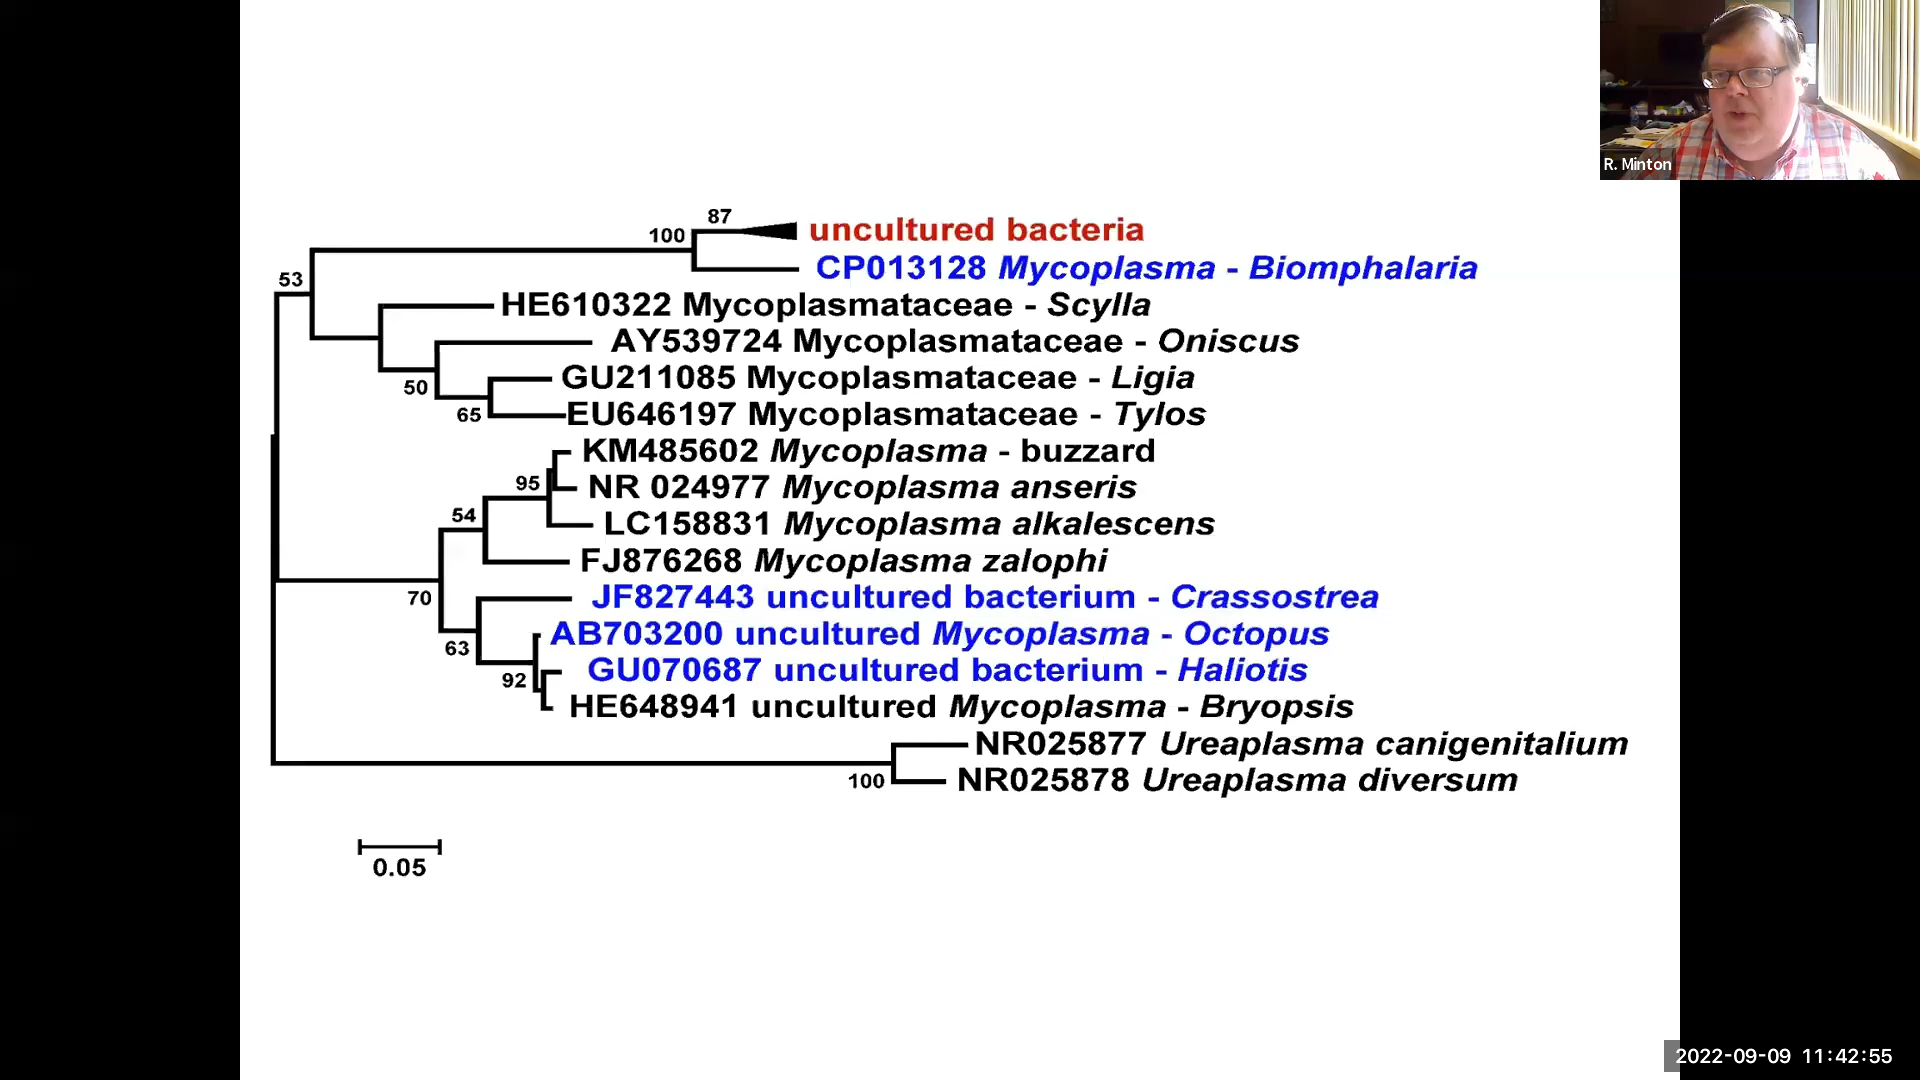 R. Minton
87
100
uncultured bacteria
CP013128 Mycoplasma - Biomphalaria
53
HE610322 Mycoplasmataceae - Scylla
AY539724 Mycoplasmataceae - Oniscus
GU211085 Mycoplasmataceae - Ligia
50
65
EU646197 Mycoplasmataceae - Tylos
KM485602 Mycoplasma - buzzard
95
NR 024977 Mycoplasma anseris
54
LC158831 Mycoplasma alkalescens
FJ876268 Mycoplasma zalophi
70
JF827443 uncultured bacterium - Crassostrea
AB703200 uncultured Mycoplasma - Octopus
63
GU070687 uncultured bacterium - Haliotis
92
HE648941 uncultured Mycoplasma - Bryopsis
NR025877 Ureaplasma canigenitalium
100
NR025878 Ureaplasma diversum
0.05
2022-09-09 11:42:55